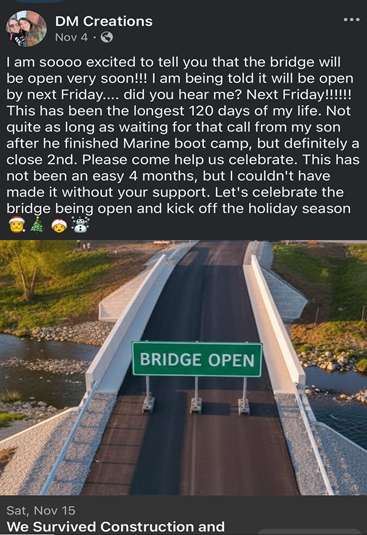 DM Creations
Nov 4 ·
I am soooo excited to tell you that the bridge will
be open very soon!!! I am being told it will be open
by next Friday.... did you hear me? Next Friday!!!!!!
This has been the longest 120 days of my life. Not
quite as long as waiting for that call from my son
after he finished Marine boot camp, but definitely a
close 2nd. Please come help us celebrate. This has
not been an easy 4 months, but I couldn't have
made it without your support. Let's celebrate the
bridge being open and kick off the holiday season
🎅🎄🤶☃️
BRIDGE OPEN
Sat, Nov 15
We Survived Construction and